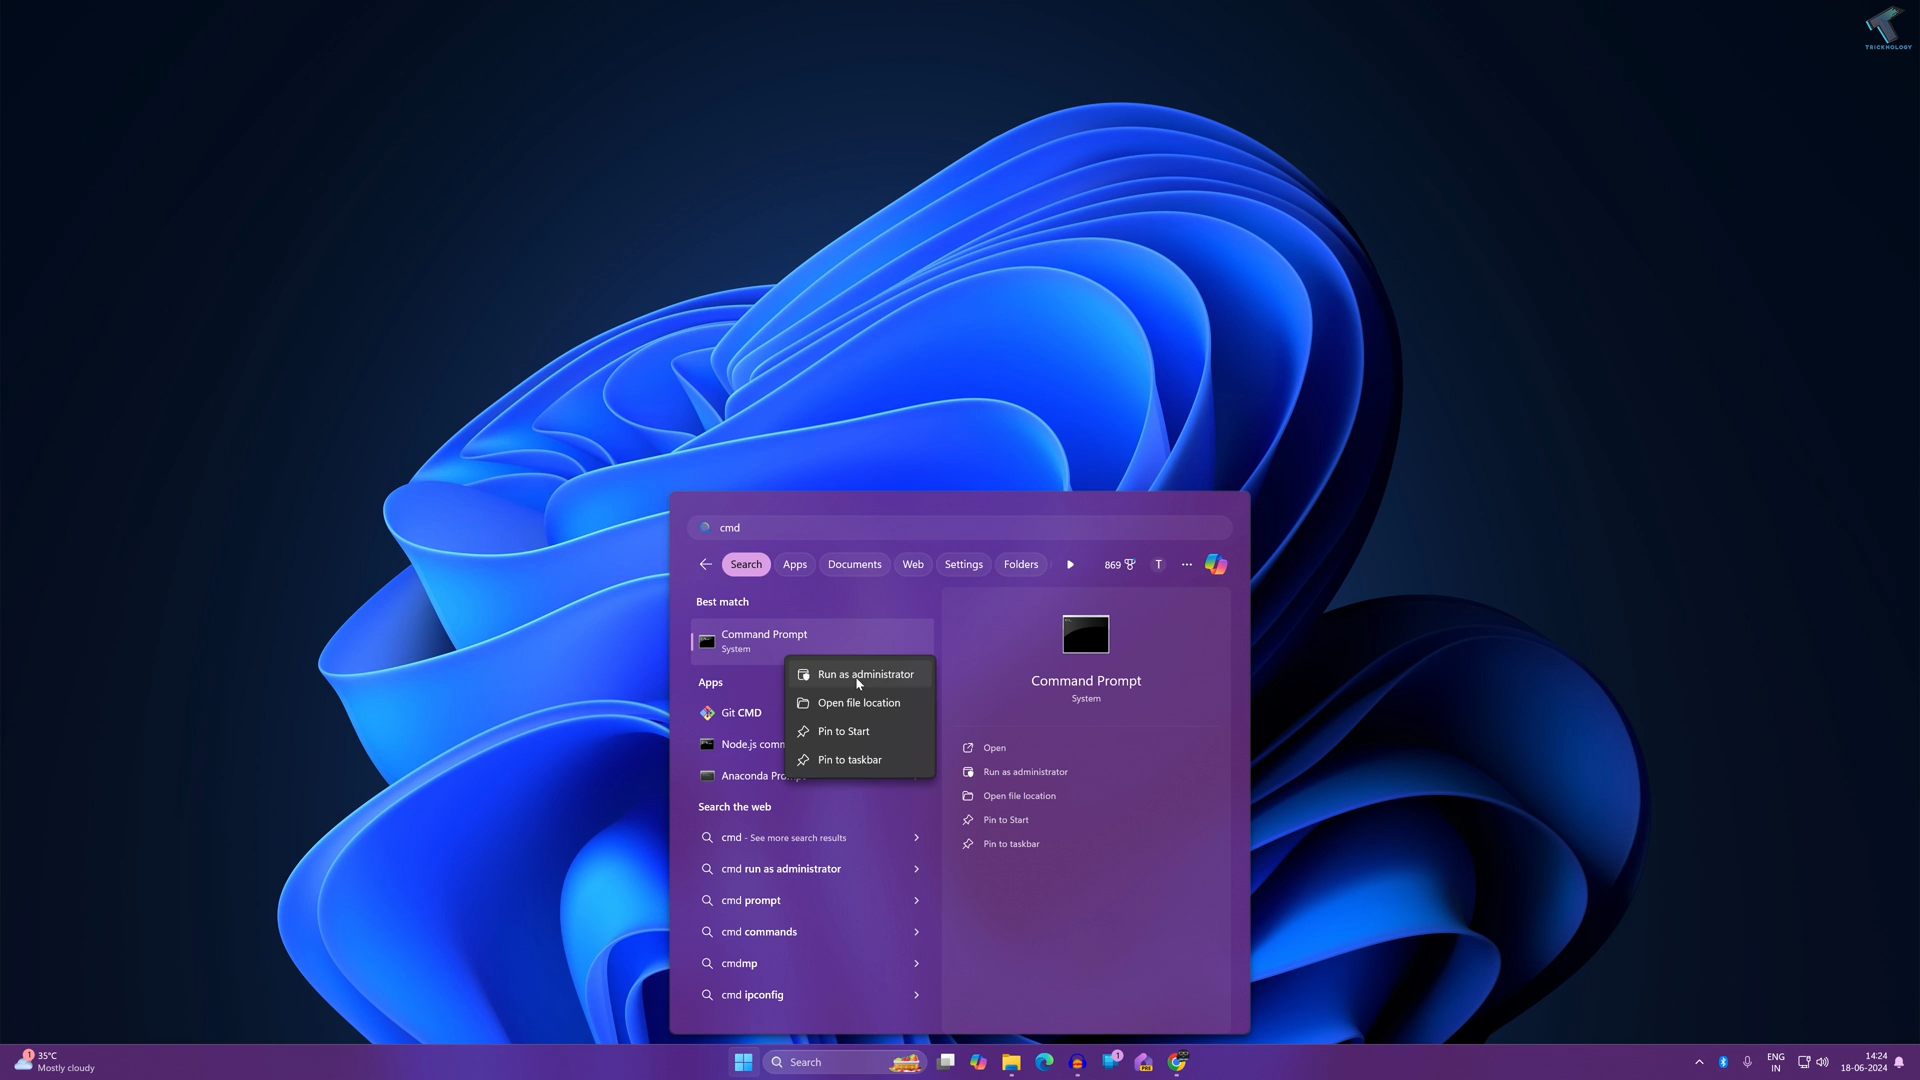 TRICKNOLOGY
cmd
Search
Apps
Documents
Web
Settings
Folders
869
T
Best match
Command Prompt
System
Apps
Git CMD
Node.js comm
Anaconda Pro
Run as administrator
Open file location
Pin to Start
Pin to taskbar
Search the web
cmd - See more search results
cmd run as administrator
cmd prompt
cmd commands
cmdmp
cmd ipconfig
Command Prompt
System
Open
Run as administrator
Open file location
Pin to Start
Pin to taskbar
1
35°C
Mostly cloudy
Search
1
PRE
ENG
IN
14:24
18-06-2024